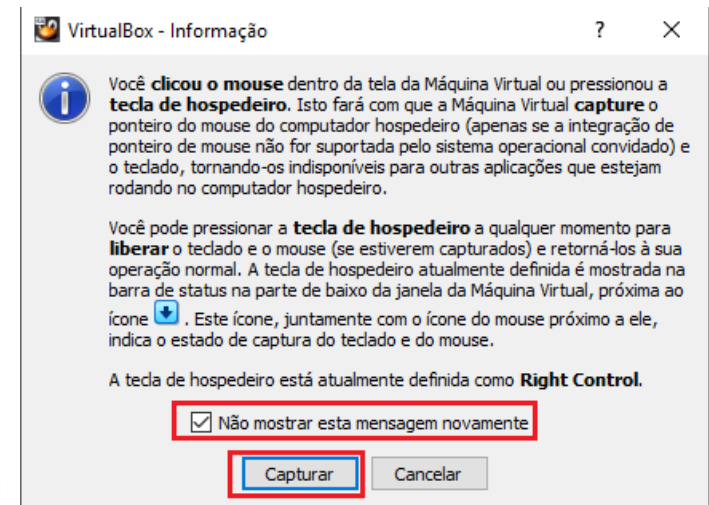 VirtualBox - Informação
Você clicou o mouse dentro da tela da Máquina Virtual ou pressionou a
tecla de hospedeiro. Isto fará com que a Máquina Virtual capture o
ponteiro do mouse do computador hospedeiro (apenas se a integração de
ponteiro de mouse não for suportada pelo sistema operacional convidado) e
o teclado, tornando-os indisponíveis para outras aplicações que estejam
rodando no computador hospedeiro.
Você pode pressionar a tecla de hospedeiro a qualquer momento para
liberar o teclado e o mouse (se estiverem capturados) e retorná-los à sua
operação normal. A tecla de hospedeiro atualmente definida é mostrada na
barra de status na parte de baixo da janela da Máquina Virtual, próxima ao
ícone . Este ícone, juntamente com o ícone do mouse próximo a ele,
indica o estado de captura do teclado e do mouse.
A tecla de hospedeiro está atualmente definida como Right Control.
Não mostrar esta mensagem novamente
Capturar Cancelar